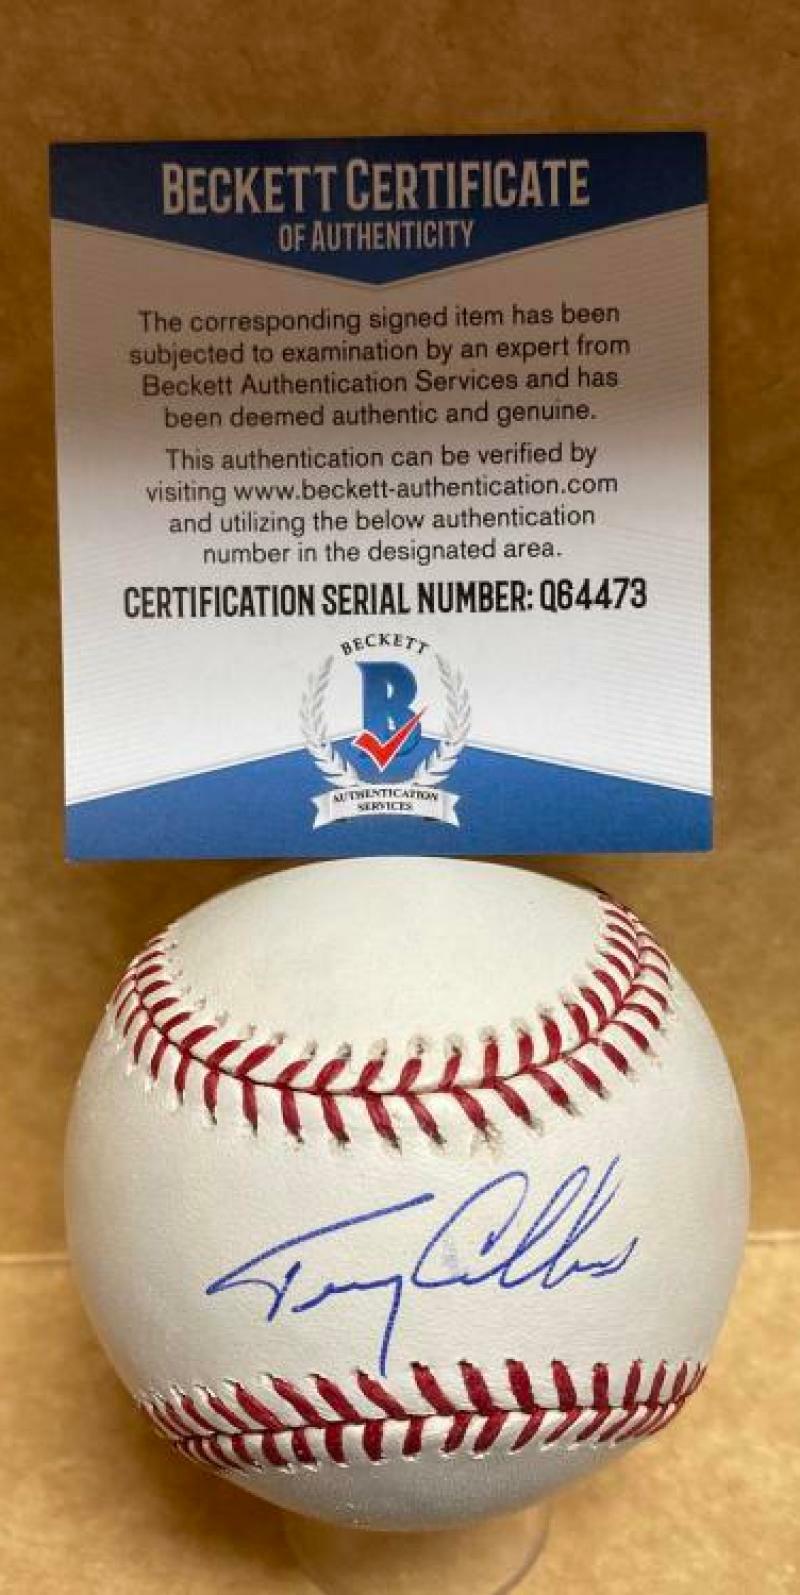 BECKETT CERTIFICATE
OF AUTHENTICITY
The corresponding signed item has been
subjected to examination by an expert from
Beckett Authentication Services and has
been deemed authentic and genuine.
This authentication can be verified by
visiting www.beckett-authentication.com
and utilizing the below authentication
number in the designated area.
CERTIFICATION SERIAL NUMBER: Q64473
BECKETT
B
AUTHENTICATION
SERVICES
Terry Collins